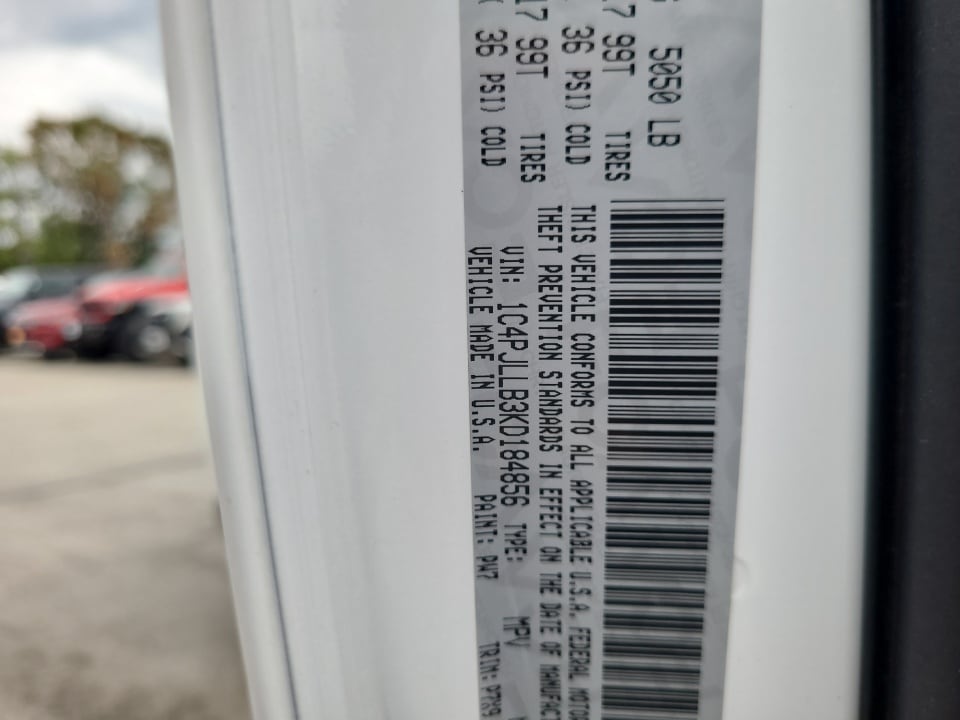 5050 LB
17 99T TIRES
36 PSI) COLD
17 99T TIRES
( 36 PSI) COLD
THIS VEHICLE CONFORMS TO ALL APPLICABLE U.S.A. FEDERAL MOTOR
THEFT PREVENTION STANDARDS IN EFFECT ON THE DATE OF MANUFACT
VIN: 1C4PJLLB3KD184856 TYPE: MPV
VEHICLE MADE IN U.S.A. PAINT: PW7 TRIM: